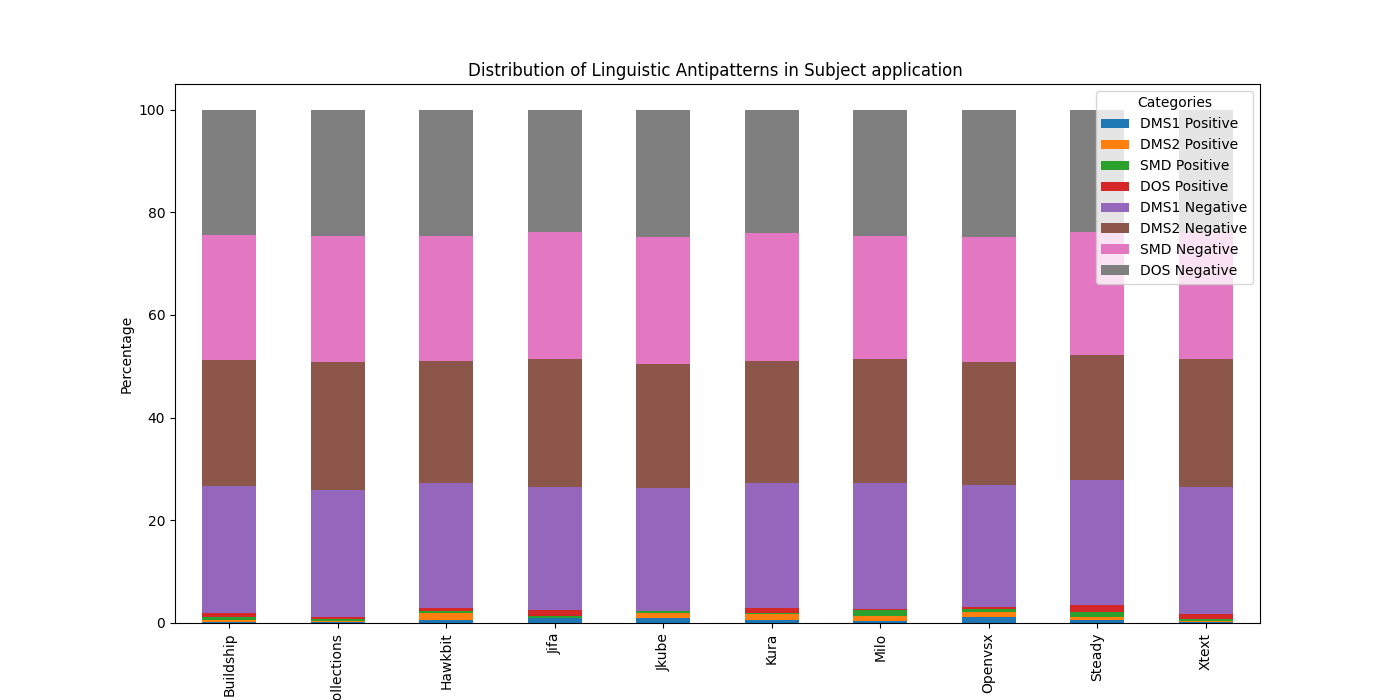 Distribution of Linguistic Antipatterns in Subject application
Percentage
100
80
60
40
20
0
Categories
DMS1 Positive
DMS2 Positive
SMD Positive
DOS Positive
DMS1 Negative
DMS2 Negative
SMD Negative
DOS Negative
Buildship
ollections
Hawkbit
Jifa
Jkube
Kura
Milo
Openvsx
Steady
Xtext